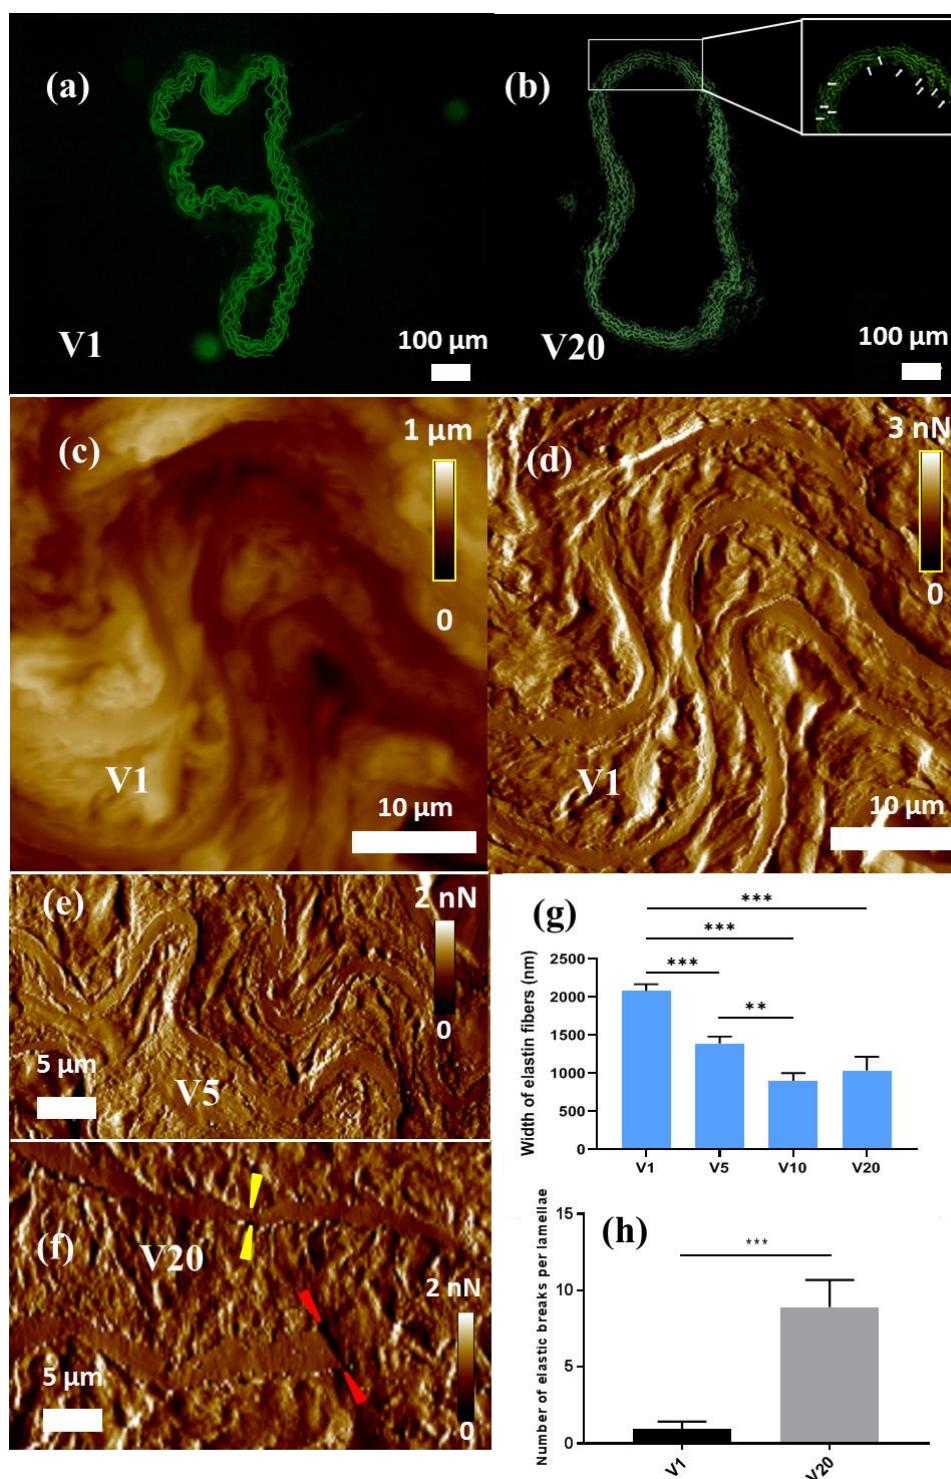 (a)
V1
100 µm
(b)
V20
100 µm
(c)
1 µm
0
V1
10 µm
(d)
3 nN
0
V1
10 µm
(e)
2 nN
0
5 µm
V5
(f)
V20
2 nN
0
5 µm
(g)
***
***
***
**
Width of elastin fibers (nm)
2500
2000
1500
1000
500
0
V1 V5 V10 V20
(h)
***
Number of elastic breaks per lamellae
15
10
5
0
V1 V20